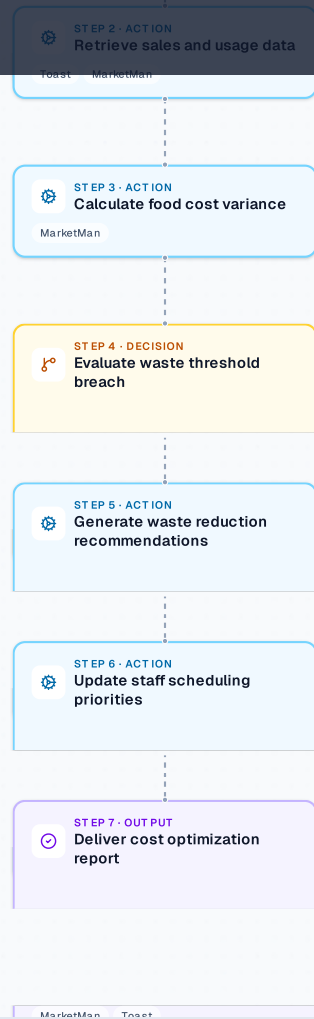 STEP 2 · ACTION
Retrieve sales and usage data
Toast MarketMan
STEP 3 · ACTION
Calculate food cost variance
MarketMan
STEP 4 · DECISION
Evaluate waste threshold
breach
STEP 5 · ACTION
Generate waste reduction
recommendations
STEP 6 · ACTION
Update staff scheduling
priorities
STEP 7 · OUTPUT
Deliver cost optimization
report
MarketMan Toast